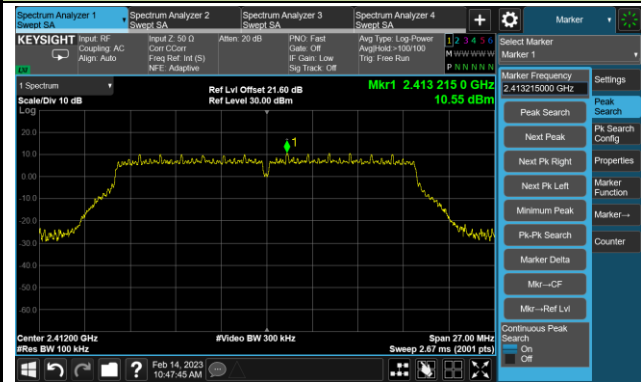 Spectrum Analyzer 1
Swept SA
Spectrum Analyzer 2
Swept SA
Spectrum Analyzer 3
Swept SA
Spectrum Analyzer 4
Swept SA
+
Marker
KEYSIGHT
Input: RF
Coupling: AC
Align: Auto
Input Z: 50 Ω
Corr CCorr
Freq Ref: Int (S)
NFE: Adaptive
Atten: 20 dB
PNO: Fast
Gate: Off
IF Gain: Low
Sig Track: Off
Avg Type: Log-Power
Avg|Hold >100/100
Trig: Free Run
1 2 3 4 5 6
M W W W W W
P N N N N N
Select Marker
Marker 1
1 Spectrum
Scale/Div 10 dB
Log
Ref Lvl Offset 21.60 dB
Ref Level 30.00 dBm
Mkr1 2.413 215 0 GHz
10.55 dBm
1
20.0
10.0
0.00
-10.0
-20.0
-30.0
-40.0
-50.0
-60.0
Center 2.41200 GHz
#Res BW 100 kHz
#Video BW 300 kHz
Span 27.00 MHz
Sweep 2.67 ms (2001 pts)
Marker Frequency
2.413215000 GHz
Peak Search
Next Peak
Next Pk Right
Next Pk Left
Minimum Peak
Pk-Pk Search
Marker Delta
Mkr→CF
Mkr→Ref Lvl
Continuous Peak
Search
On
Off
Settings
Peak
Search
Pk Search
Config
Properties
Marker
Function
Marker→
Counter
?
Feb 14, 2023
10:47:45 AM